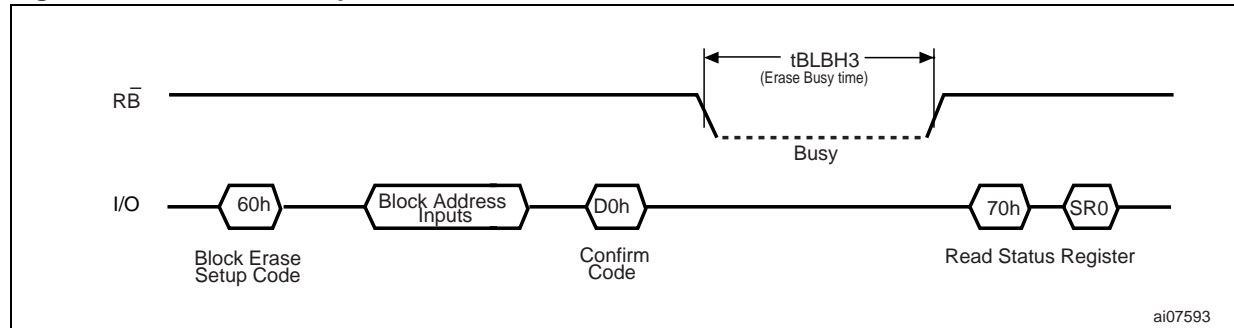 tBLBH3
(Erase Busy time)
RB̅
Busy
I/O
60h
Block Address
Inputs
D0h
70h
SR0
Block Erase
Setup Code
Confirm
Code
Read Status Register
ai07593